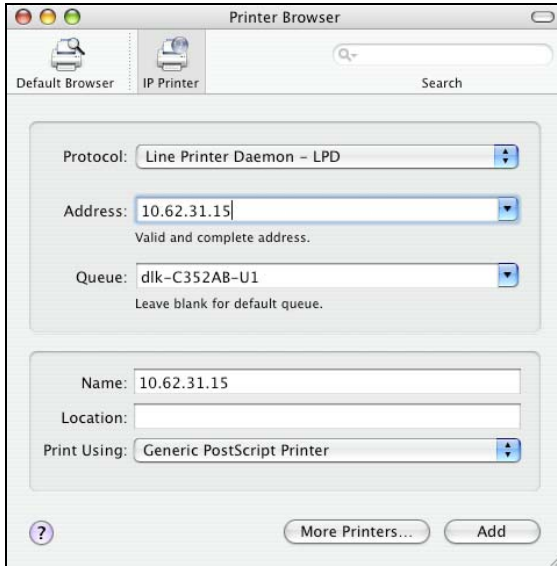 Printer Browser
Default Browser
IP Printer
Search
Protocol: Line Printer Daemon – LPD
Address: 10.62.31.15
Valid and complete address.
Queue: dlk-C352AB-U1
Leave blank for default queue.
Name: 10.62.31.15
Location:
Print Using: Generic PostScript Printer
? More Printers... Add